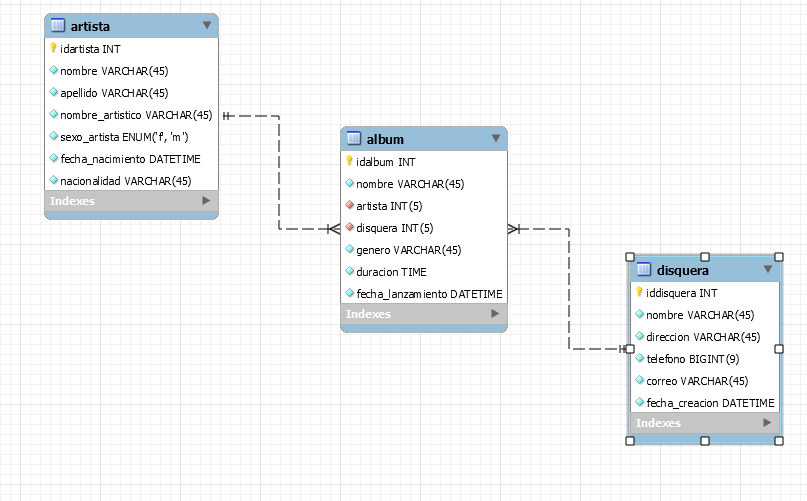 artista
idartista INT
nombre VARCHAR(45)
apellido VARCHAR(45)
nombre_artistico VARCHAR(45)
sexo_artista ENUM('f', 'm')
fecha_nacimiento DATETIME
nacionalidad VARCHAR(45)
Indexes
album
idalbum INT
nombre VARCHAR(45)
artista INT(5)
disquera INT(5)
genero VARCHAR(45)
duracion TIME
fecha_lanzamiento DATETIME
Indexes
disquera
iddisquera INT
nombre VARCHAR(45)
direccion VARCHAR(45)
telefono BIGINT(9)
correo VARCHAR(45)
fecha_creacion DATETIME
Indexes